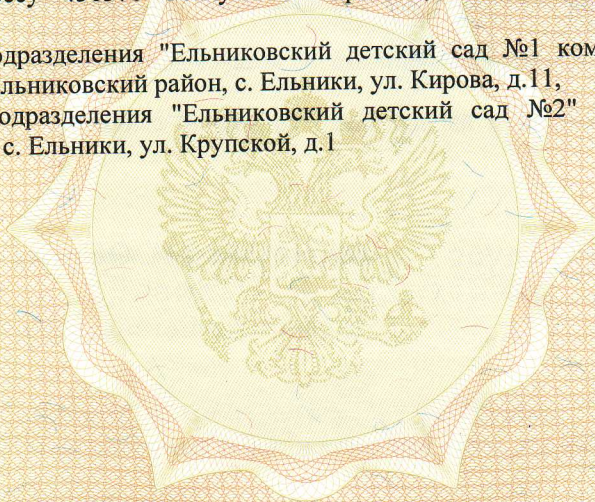 одразделения "Ельниковский детский сад №1 ком
льниковский район, с. Ельники, ул. Кирова, д.11,
одразделения "Ельниковский детский сад №2"
с. Ельники, ул. Крупской, д.1